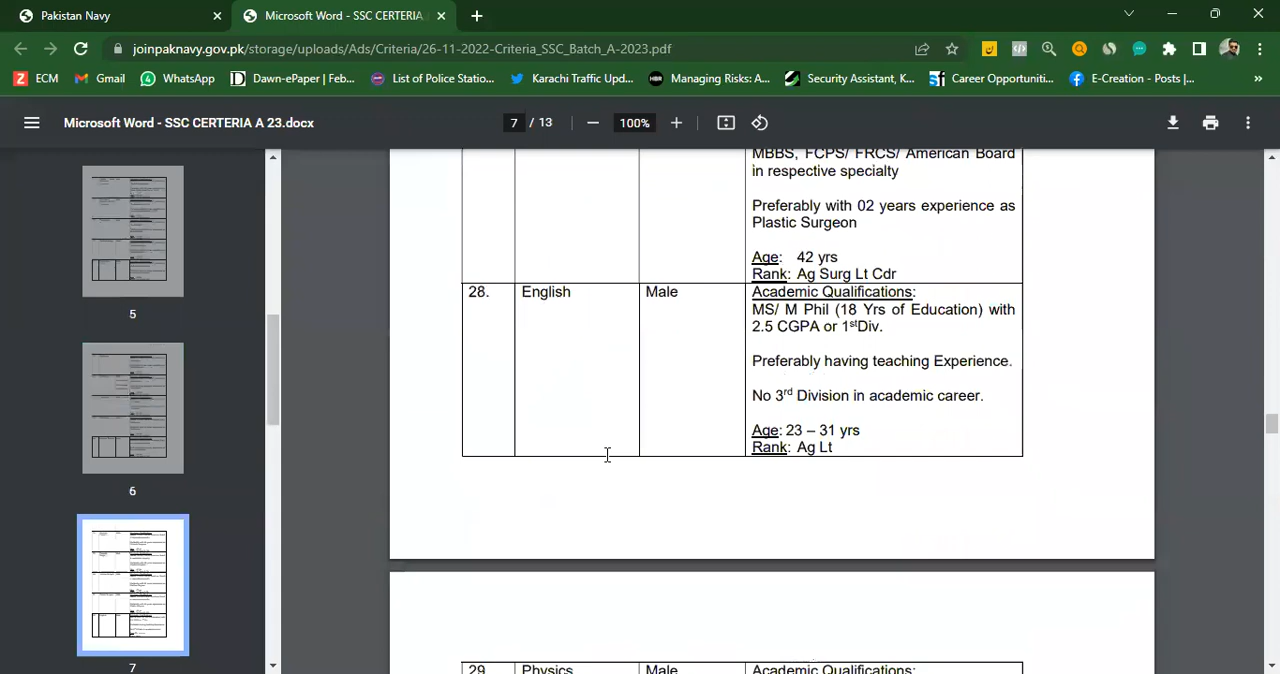 Pakistan Navy
Microsoft Word - SSC CERTERIA
joinpaknavy.gov.pk/storage/uploads/Ads/Criteria/26-11-2022-Criteria_SSC_Batch_A-2023.pdf
ECM Gmail WhatsApp Dawn-ePaper | Feb... List of Police Statio... Karachi Traffic Upd... Managing Risks: A... Security Assistant, K... Career Opportuniti... E-Creation - Posts |... »
Microsoft Word - SSC CERTERIA A 23.docx
7 / 13
100%
5
6
7
MBBS, FCPS/ FRCS/ American Board
in respective specialty
Preferably with 02 years experience as
Plastic Surgeon
Age: 42 yrs
Rank: Ag Surg Lt Cdr
28. English Male Academic Qualifications:
MS/ M Phil (18 Yrs of Education) with
2.5 CGPA or 1stDiv.
Preferably having teaching Experience.
No 3rd Division in academic career.
Age: 23 – 31 yrs
Rank: Ag Lt
29 Physics Male Academic Qualifications: